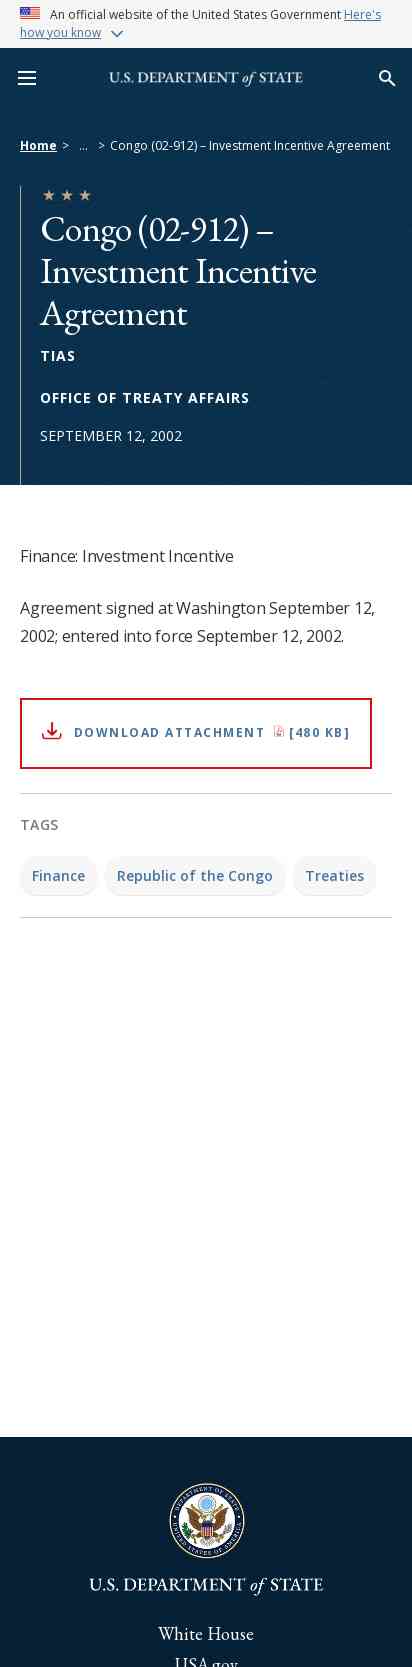 An official website of the United States Government Here's
how you know
U.S. DEPARTMENT of STATE
Home > ... > Congo (02-912) – Investment Incentive Agreement
Congo (02-912) –
Investment Incentive
Agreement
TIAS
OFFICE OF TREATY AFFAIRS
SEPTEMBER 12, 2002
Finance: Investment Incentive
Agreement signed at Washington September 12,
2002; entered into force September 12, 2002.
DOWNLOAD ATTACHMENT [480 KB]
TAGS
Finance Republic of the Congo Treaties
DEPARTMENT OF STATE
UNITED STATES OF AMERICA
U.S. DEPARTMENT of STATE
White House
USA.gov